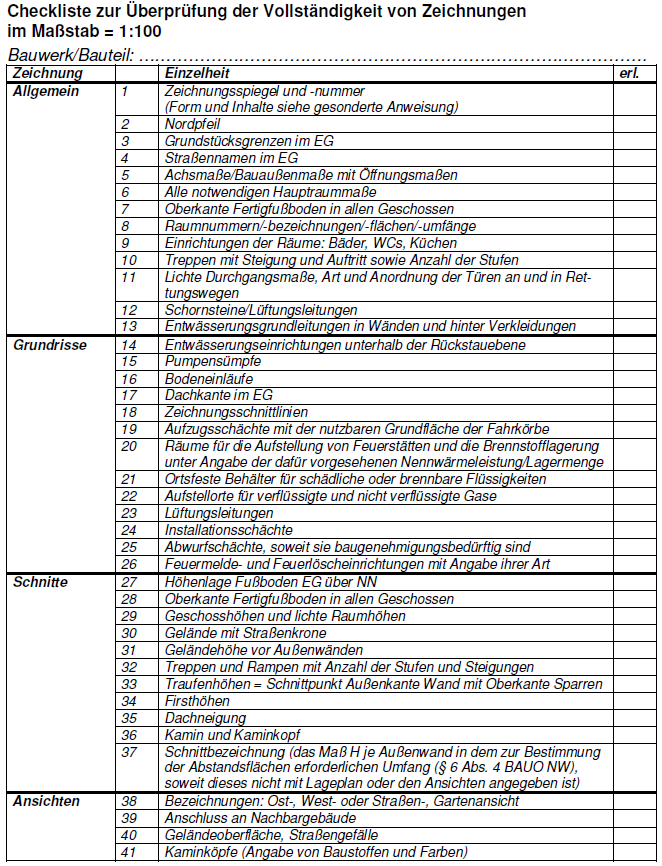 Checkliste zur Überprüfung der Vollständigkeit von Zeichnungen
im Maßstab = 1:100
Bauwerk/Bauteil: ……………………………………………………………………………
Zeichnung Einzelheit erl.
Allgemein 1 Zeichnungsspiegel und -nummer
(Form und Inhalte siehe gesonderte Anweisung)
2 Nordpfeil
3 Grundstücksgrenzen im EG
4 Straßennamen im EG
5 Achsmaße/Bauaußenmaße mit Öffnungsmaßen
6 Alle notwendigen Hauptraummaße
7 Oberkante Fertigfußboden in allen Geschossen
8 Raumnummern/-bezeichnungen/-flächen/-umfänge
9 Einrichtungen der Räume: Bäder, WCs, Küchen
10 Treppen mit Steigung und Auftritt sowie Anzahl der Stufen
11 Lichte Durchgangsmaße, Art und Anordnung der Türen an und in Ret-
tungswegen
12 Schornsteine/Lüftungsleitungen
13 Entwässerungsgrundleitungen in Wänden und hinter Verkleidungen
Grundrisse 14 Entwässerungseinrichtungen unterhalb der Rückstauebene
15 Pumpensümpfe
16 Bodeneinläufe
17 Dachkante im EG
18 Zeichnungsschnittlinien
19 Aufzugsschächte mit der nutzbaren Grundfläche der Fahrkörbe
20 Räume für die Aufstellung von Feuerstätten und die Brennstofflagerung
unter Angabe der dafür vorgesehenen Nennwärmeleistung/Lagermenge
21 Ortsfeste Behälter für schädliche oder brennbare Flüssigkeiten
22 Aufstellorte für verflüssigte und nicht verflüssigte Gase
23 Lüftungsleitungen
24 Installationsschächte
25 Abwurfschächte, soweit sie baugenehmigungsbedürftig sind
26 Feuermelde- und Feuerlöscheinrichtungen mit Angabe ihrer Art
Schnitte 27 Höhenlage Fußboden EG über NN
28 Oberkante Fertigfußboden in allen Geschossen
29 Geschosshöhen und lichte Raumhöhen
30 Gelände mit Straßenkrone
31 Geländehöhe vor Außenwänden
32 Treppen und Rampen mit Anzahl der Stufen und Steigungen
33 Traufenhöhen = Schnittpunkt Außenkante Wand mit Oberkante Sparren
34 Firsthöhen
35 Dachneigung
36 Kamin und Kaminkopf
37 Schnittbezeichnung (das Maß H je Außenwand in dem zur Bestimmung
der Abstandsflächen erforderlichen Umfang (§ 6 Abs. 4 BAUO NW),
soweit dieses nicht mit Lageplan oder den Ansichten angegeben ist)
Ansichten 38 Bezeichnungen: Ost-, West- oder Straßen-, Gartenansicht
39 Anschluss an Nachbargebäude
40 Geländeoberfläche, Straßengefälle
41 Kaminköpfe (Angabe von Baustoffen und Farben)